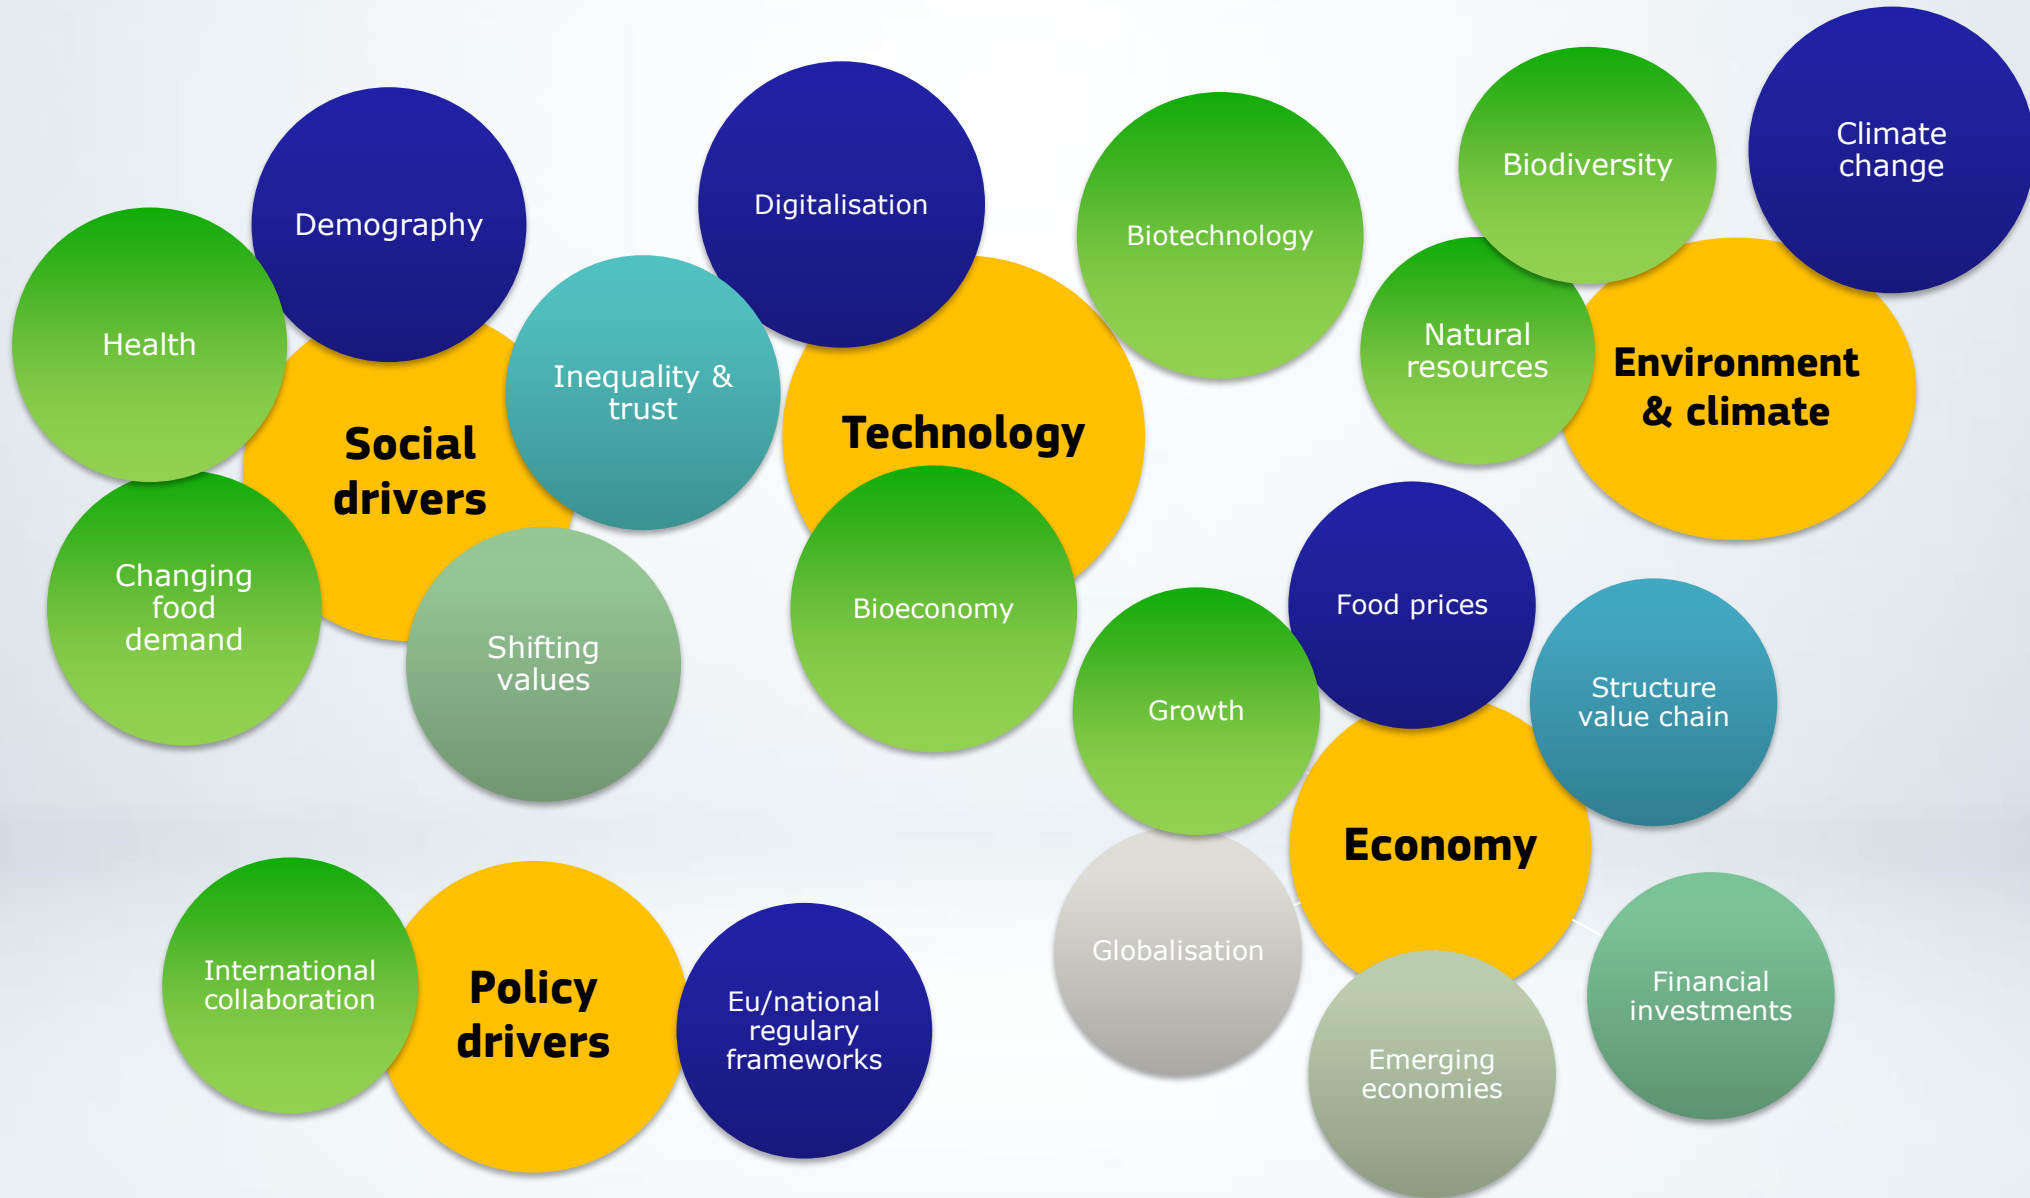 Demography
Health
Inequality &
trust
Social
drivers
Changing
food
demand
Shifting
values
Digitalisation
Biotechnology
Technology
Bioeconomy
Biodiversity
Climate
change
Natural
resources
Environment
& climate
Food prices
Growth
Structure
value chain
Economy
Globalisation
Financial
investments
Emerging
economies
International
collaboration
Policy
drivers
Eu/national
regulary
frameworks